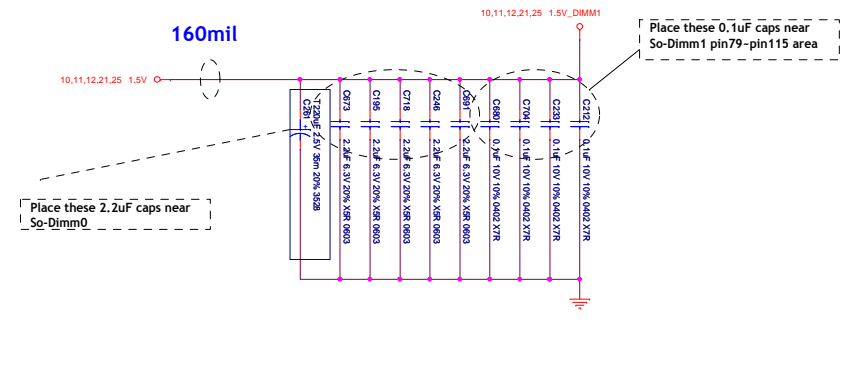 10,11,12,21,25 1.5V_DIMM1
160mil
Place these 0.1uF caps near
So-Dimm1 pin79-pin115 area
10,11,12,21,25 1.5V
C261
T220uF 2.5V 35m 20% 3528
C673
2.2uF 6.3V 20% X5R 0603
C195
2.2uF 6.3V 20% X5R 0603
C718
2.2uF 6.3V 20% X5R 0603
C246
2.2uF 6.3V 20% X5R 0603
C691
2.2uF 6.3V 20% X5R 0603
C680
0.1uF 10V 10% 0402 X7R
C704
0.1uF 10V 10% 0402 X7R
C233
0.1uF 10V 10% 0402 X7R
C212
0.1uF 10V 10% 0402 X7R
Place these 2.2uF caps near
So-Dimm0